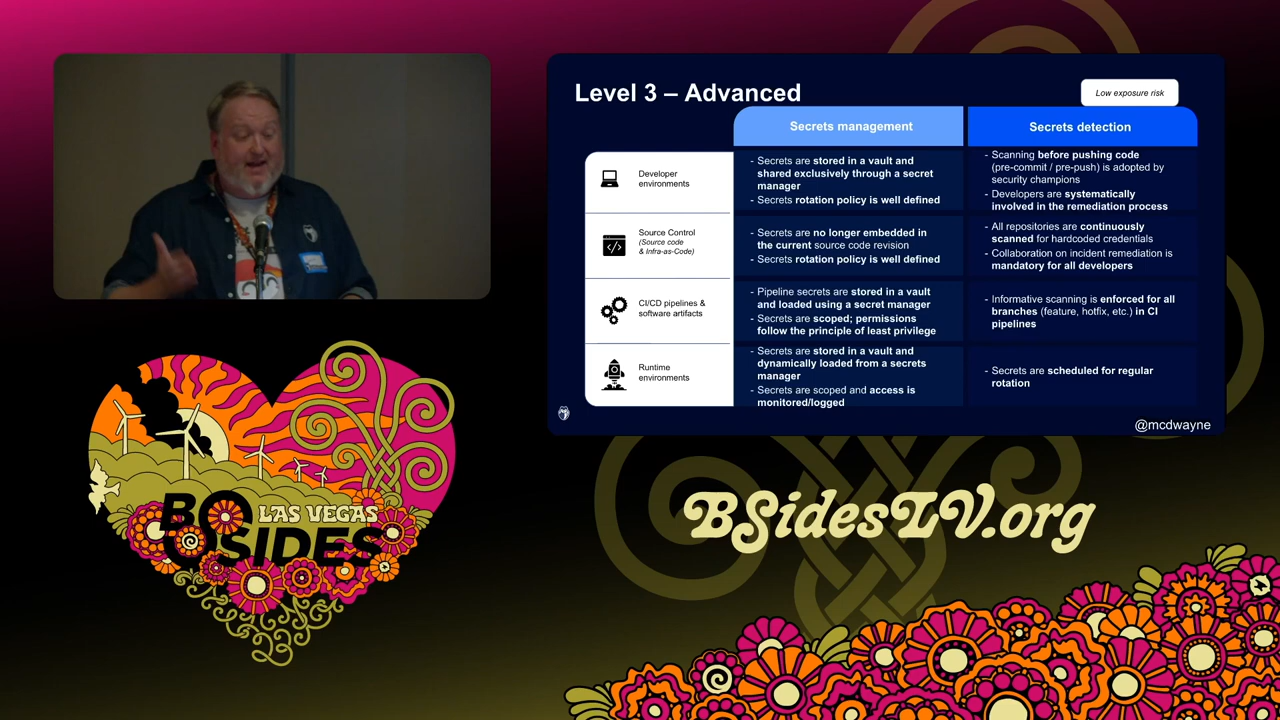 Level 3 – Advanced
Low exposure risk
Secrets management
Secrets detection
Developer
environments
- Secrets are stored in a vault and
shared exclusively through a secret
manager
- Secrets rotation policy is well defined
- Scanning before pushing code
(pre-commit / pre-push) is adopted by
security champions
- Developers are systematically
involved in the remediation process
Source Control
(Source code
& Infra-as-Code)
- Secrets are no longer embedded in
the current source code revision
- Secrets rotation policy is well defined
- All repositories are continuously
scanned for hardcoded credentials
- Collaboration on incident remediation is
mandatory for all developers
CI/CD pipelines &
software artifacts
- Pipeline secrets are stored in a vault
and loaded using a secret manager
- Secrets are scoped; permissions
follow the principle of least privilege
- Informative scanning is enforced for all
branches (feature, hotfix, etc.) in CI
pipelines
Runtime
environments
- Secrets are stored in a vault and
dynamically loaded from a secrets
manager
- Secrets are scoped and access is
monitored/logged
- Secrets are scheduled for regular
rotation
@mcdwayne
LAS VEGAS
BSIDES
BSidesLV.org